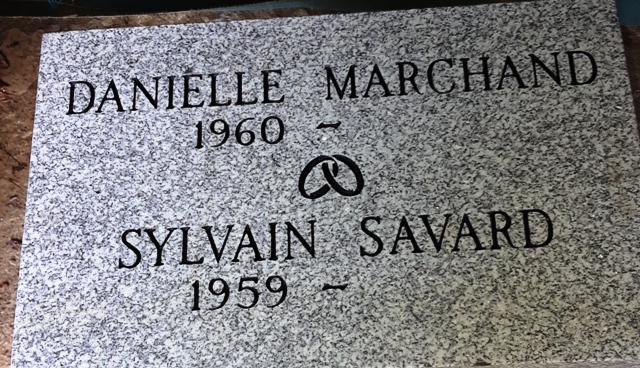 DANIELLE MARCHAND
1960 ~
SYLVAIN SAVARD
1959 ~